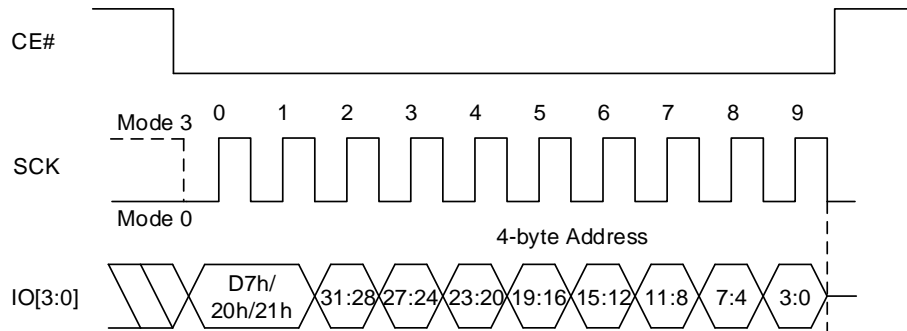 CE#
0 1 2 3 4 5 6 7 8 9
Mode 3
SCK
Mode 0
4-byte Address
IO[3:0]
D7h/
20h/21h
31:28 27:24 23:20 19:16 15:12 11:8 7:4 3:0